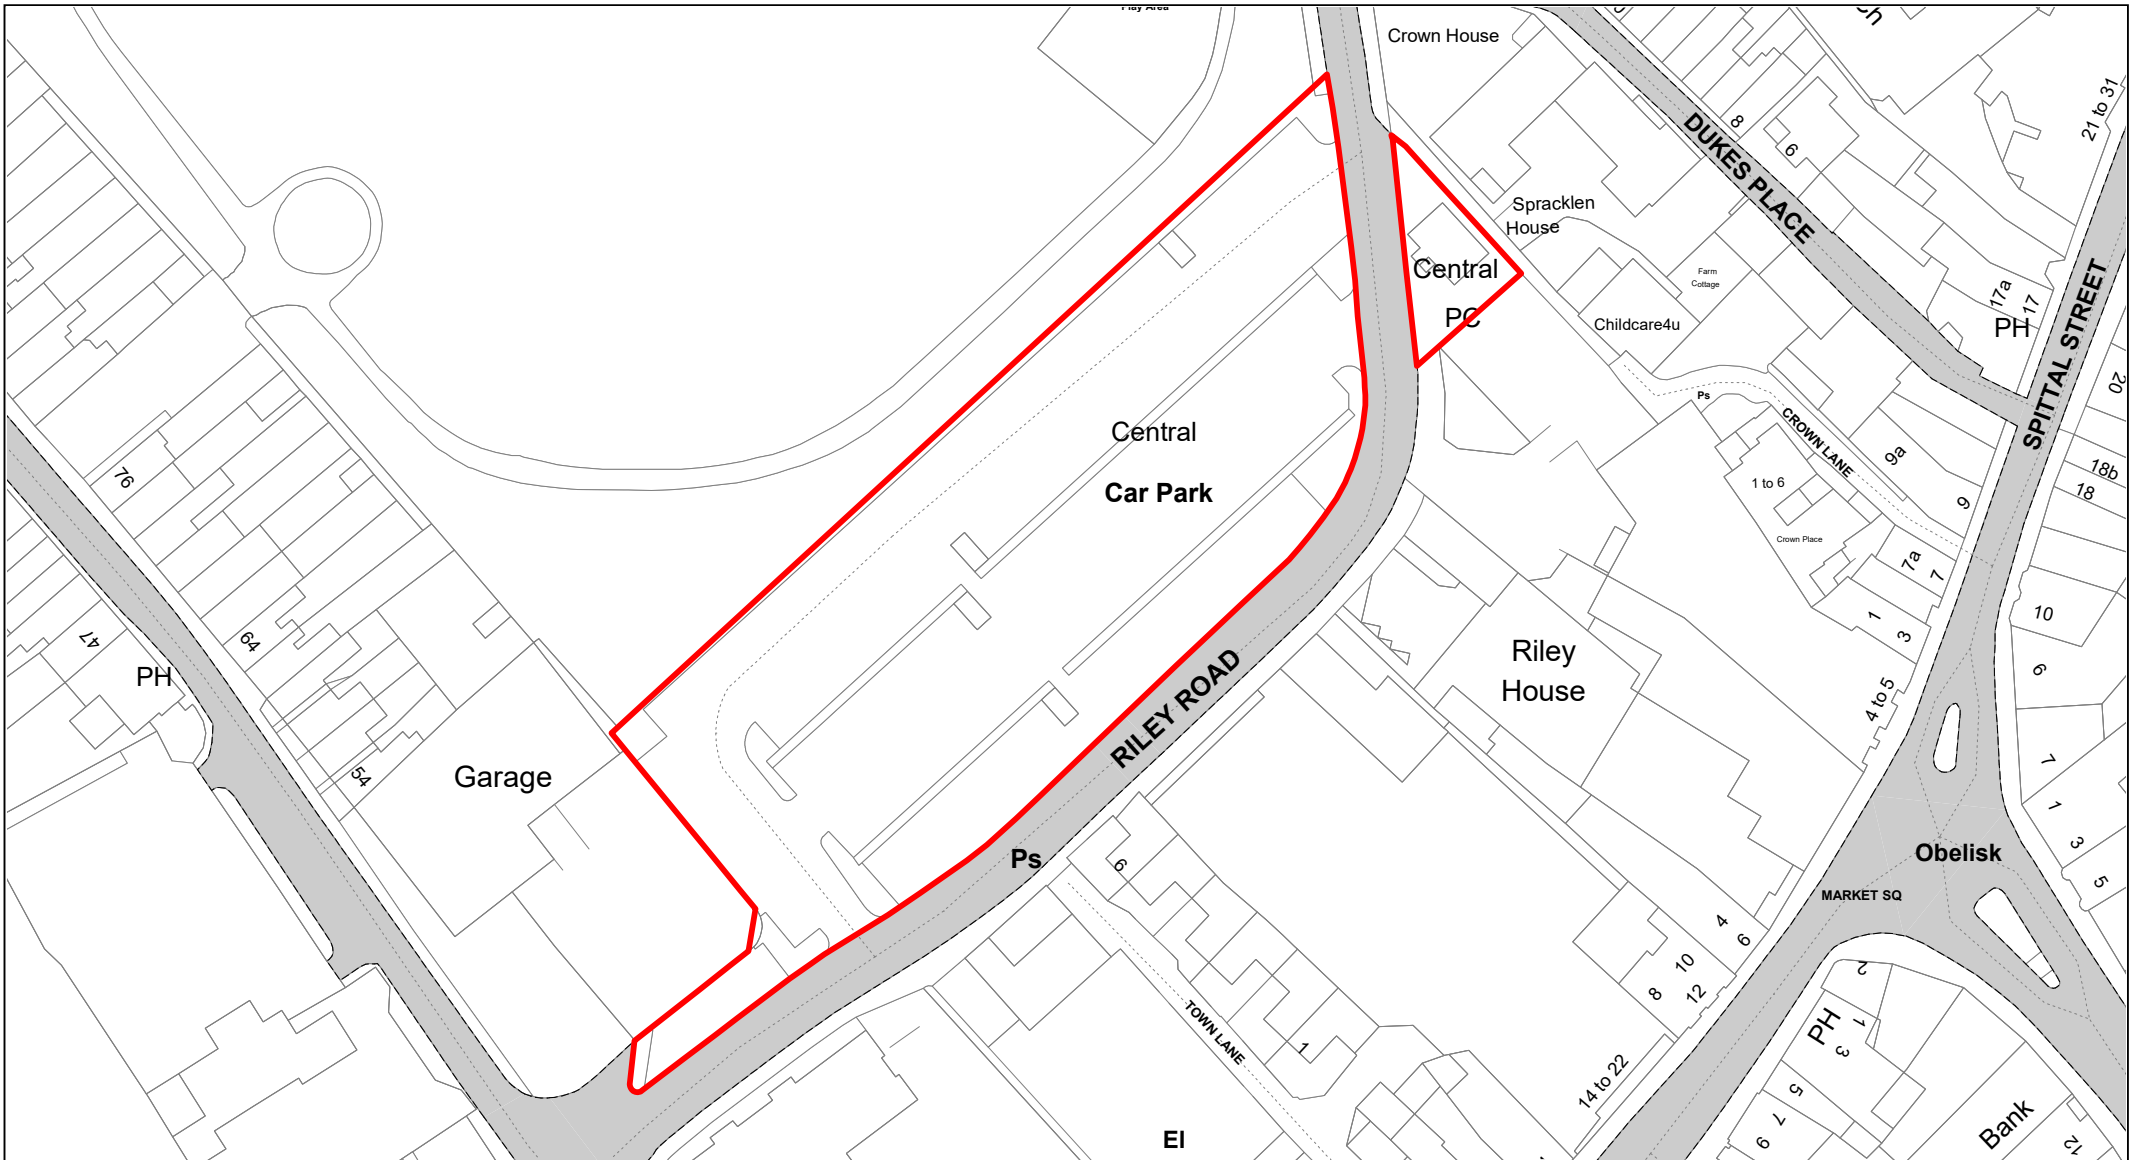 Play Area
Crown House
Ch
21 to 31
8
6
DUKES PLACE
Spracklen
House
Central
PC
Farm
Cottage
Childcare4u
17a
17
PH
SPITTAL STREET
20
Ps
CROWN LANE
9a
9
18b
18
1 to 6
Crown Place
7a
7
1
3
10
6
Central
Car Park
76
64
47
PH
54
Garage
RILEY ROAD
Riley
House
4 to 5
7
1
3
5
Obelisk
MARKET SQ
Ps
6
TOWN LANE
1
4
6
10
8
12
14 to 22
2
PH
1
3
5
7
9
Bank
12
El